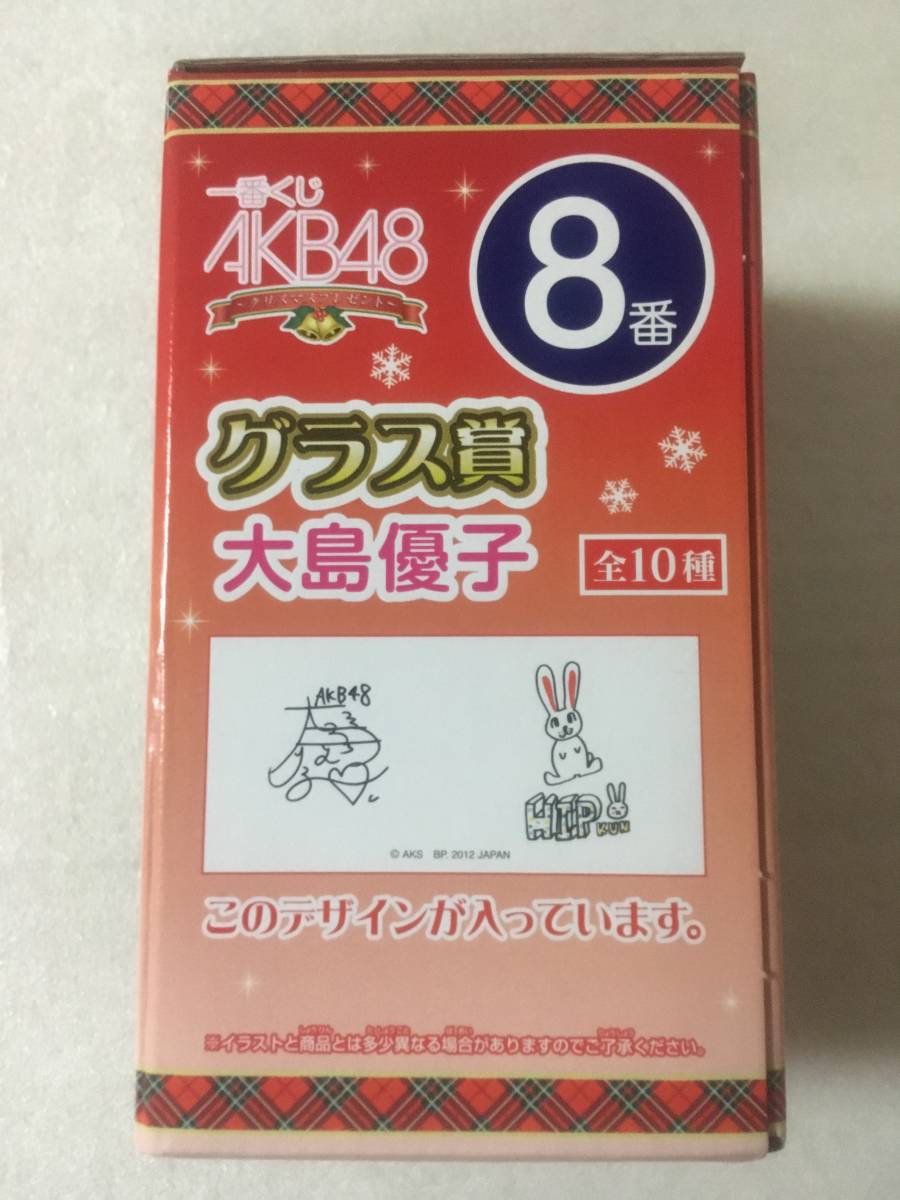 一番くじ
AKB48
～クリスマスプレゼント～
8番
グラス賞
大島優子
全10種
AKB48
HIP
KUN
© AKS BP. 2012 JAPAN
このデザインが入っています。
※イラストと商品とは多少異なる場合がありますのでご了承ください。